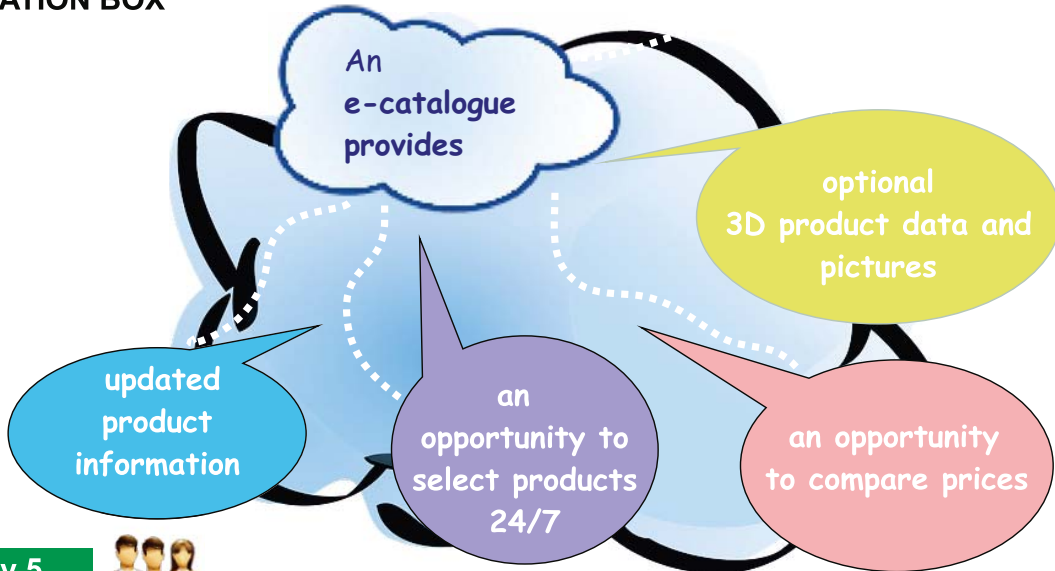 ATION BOX
An
e-catalogue
provides
optional
3D product data and
pictures
updated
product
information
an
opportunity to
select products
24/7
an opportunity
to compare prices
y 5